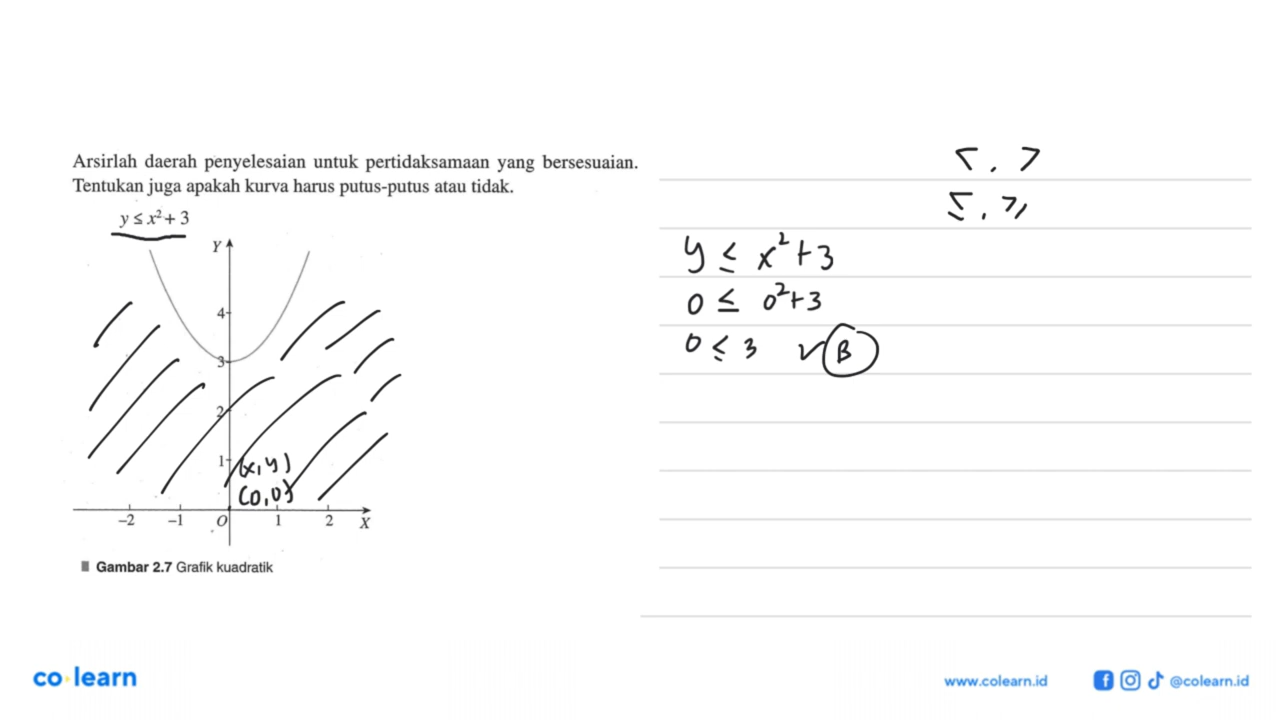 Arsirlah daerah penyelesaian untuk pertidaksamaan yang bersesuaian.
Tentukan juga apakah kurva harus putus-putus atau tidak.
y ≤ x² + 3
Y
4
3
2
1
(x,y)
(0,0)
-2 -1 O 1 2 X
Gambar 2.7 Grafik kuadratik
<, >
≤, ≥
y ≤ x² + 3
0 ≤ 0² + 3
0 ≤ 3 ✓ B
co·learn
www.colearn.id @colearn.id